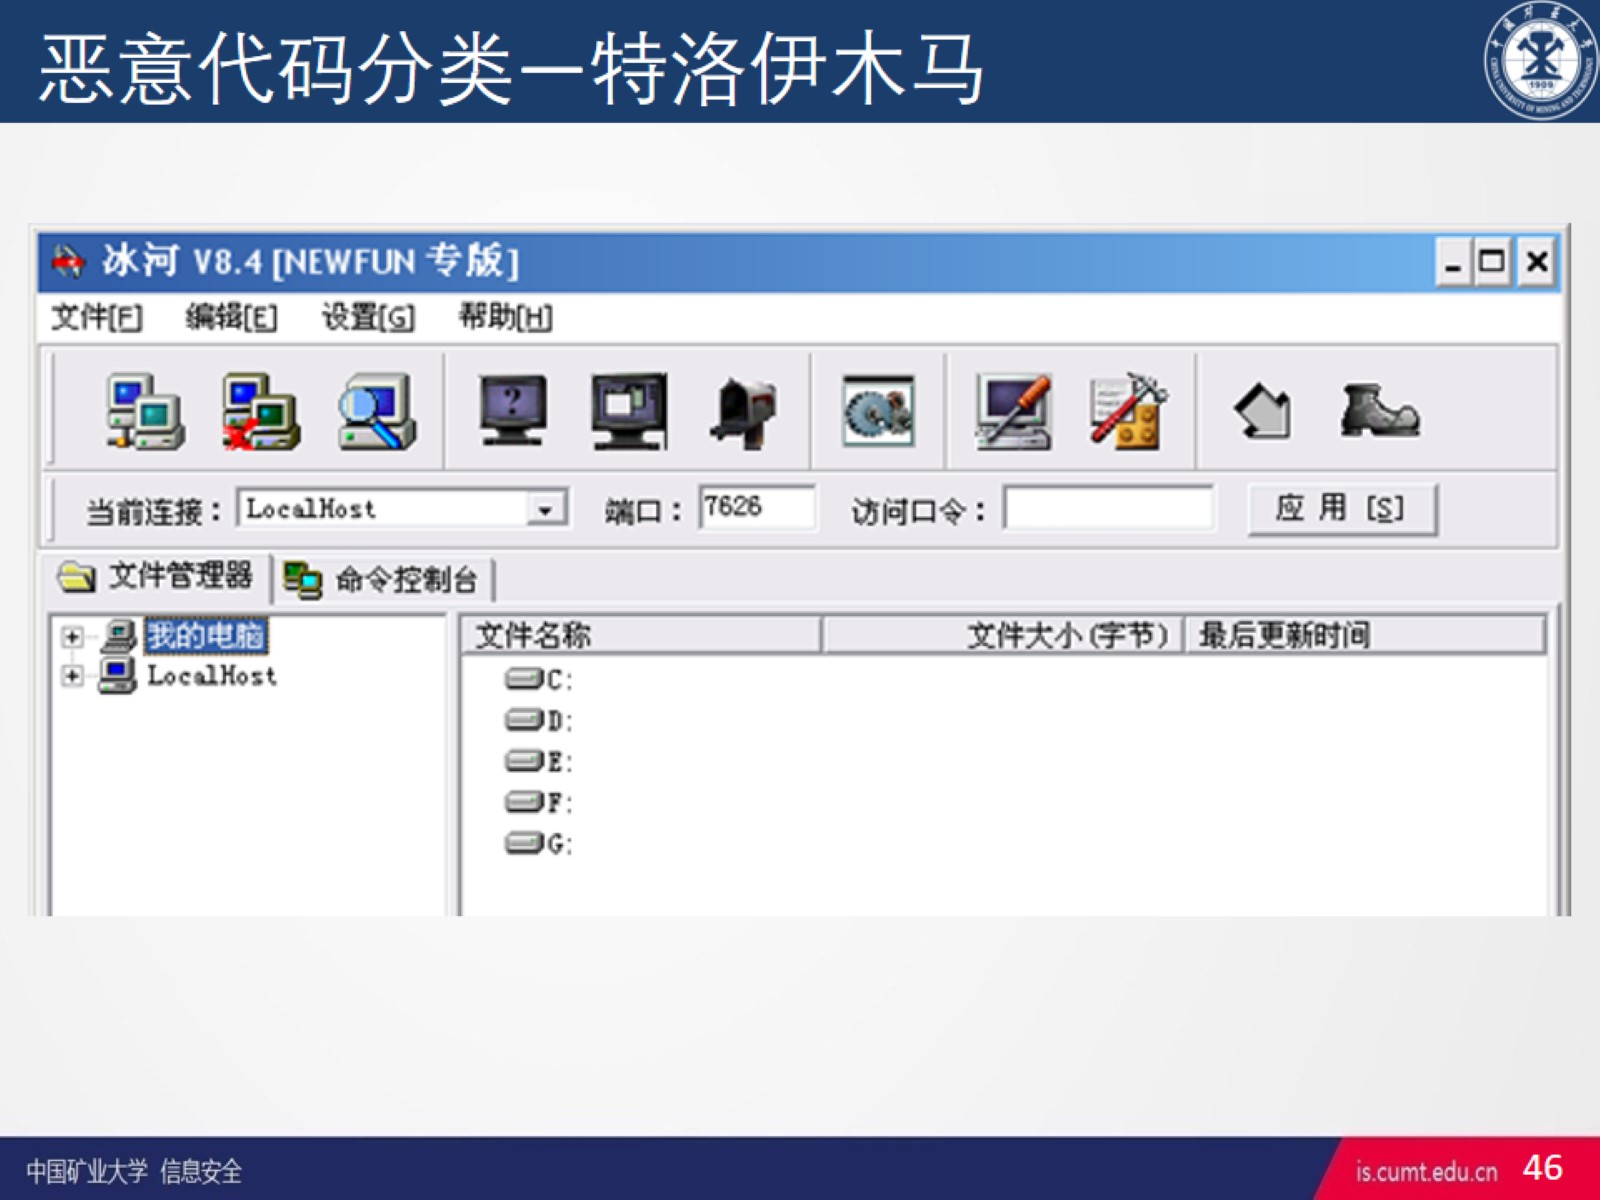 恶意代码分类—特洛伊木马
冰河 V8.4 [NEWFUN 专版]
文件[F] 编辑[E] 设置[G] 帮助[H]
当前连接： LocalHost 端口： 7626 访问口令： 应 用 [S]
文件管理器 命令控制台
我的电脑
LocalHost
文件名称 文件大小(字节) 最后更新时间
C:
D:
E:
F:
G:
中国矿业大学 信息安全
is.cumt.edu.cn 46